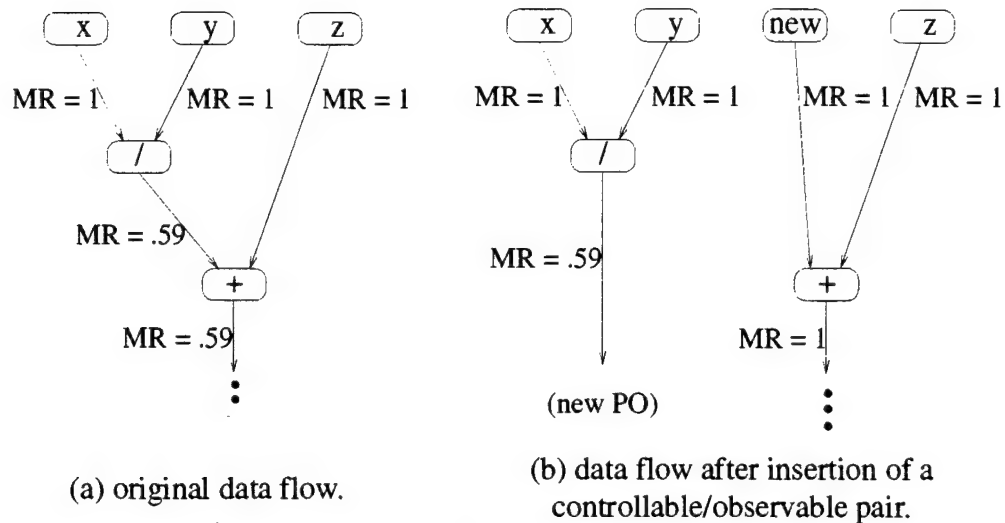 x y z x y new z
MR = 1 MR = 1 MR = 1 MR = 1 MR = 1 MR = 1 MR = 1
/ /
MR = .59 MR = .59
+ +
MR = .59 MR = 1
(new PO)
(a) original data flow.
(b) data flow after insertion of a
controllable/observable pair.